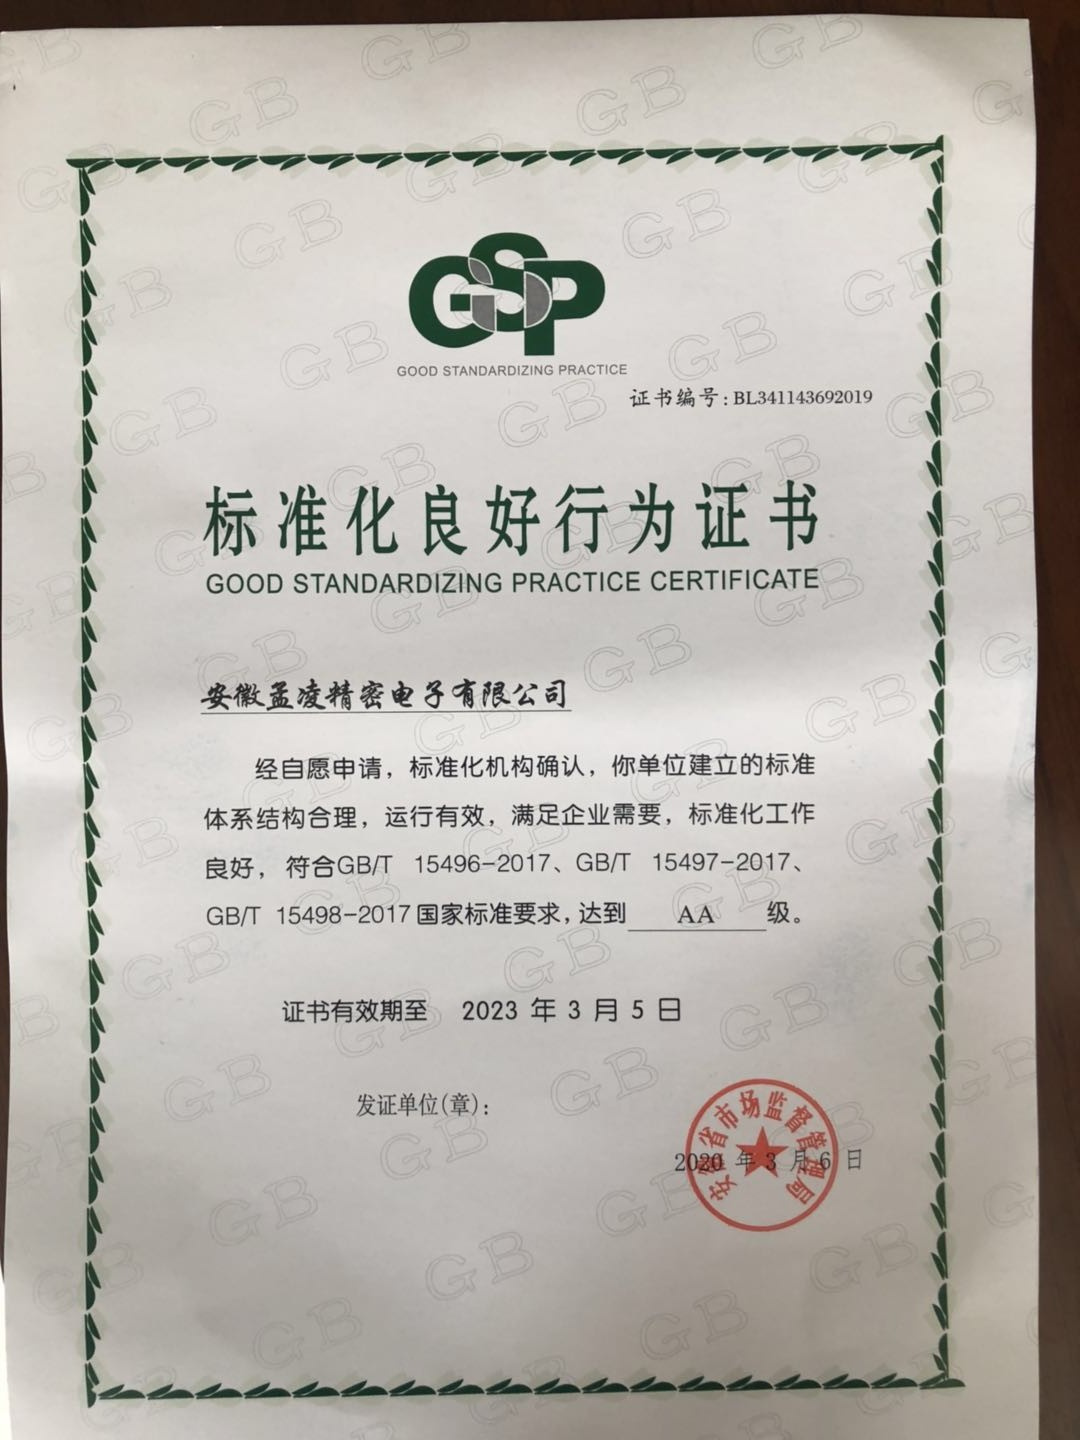 GSP
GOOD STANDARDIZING PRACTICE
证书编号：BL341143692019
标准化良好行为证书
GOOD STANDARDIZING PRACTICE CERTIFICATE
安徽孟凌精密电子有限公司
经自愿申请，标准化机构确认，你单位建立的标准
体系结构合理，运行有效，满足企业需要，标准化工作
良好，符合GB/T 15496-2017、GB/T 15497-2017、
GB/T 15498-2017国家标准要求，达到 AA 级。
证书有效期至 2023 年 3 月 5 日
发证单位(章)：
安徽省市场监督管理局
2020 年 3 月 6 日